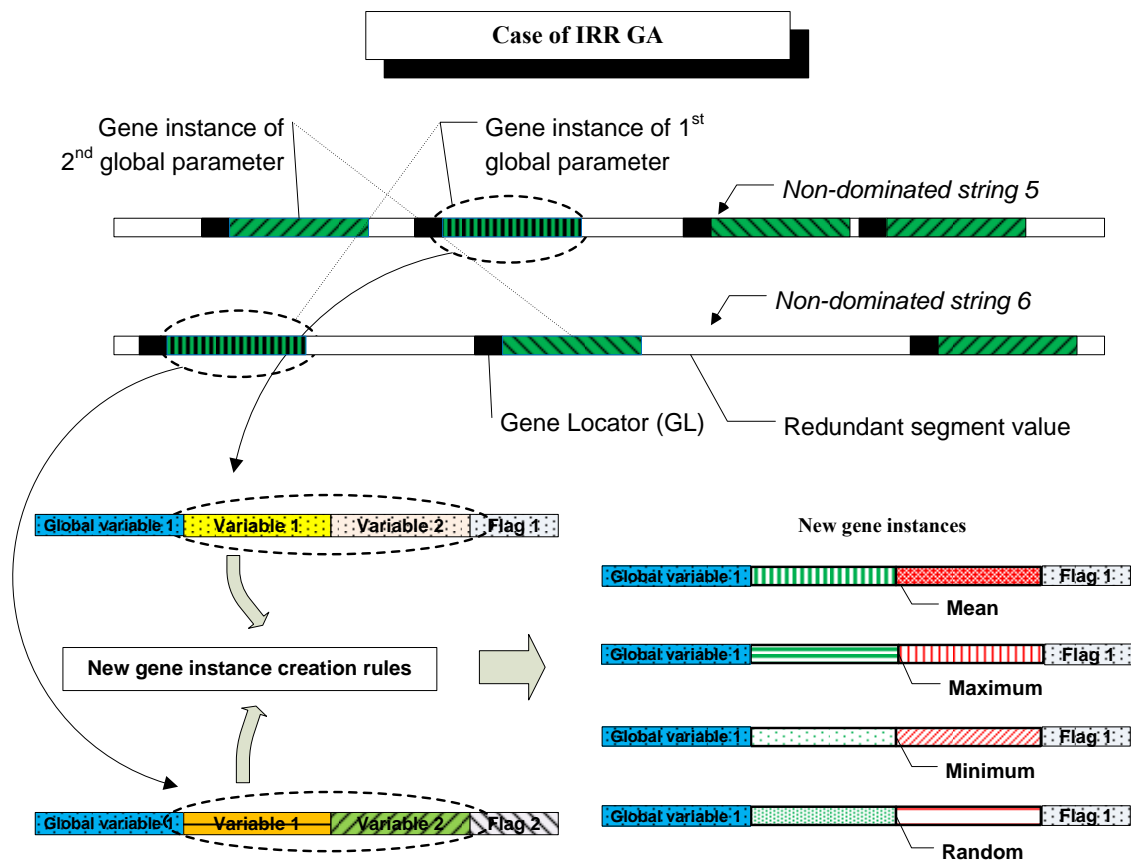 Case of IRR GA
Gene instance of
2nd global parameter
Gene instance of 1st
global parameter
Non-dominated string 5
Non-dominated string 6
Gene Locator (GL)
Redundant segment value
Global variable 1 Variable 1 Variable 2 Flag 1
New gene instance creation rules
Global variable 1 Variable 1 Variable 2 Flag 2
New gene instances
Global variable 1 Flag 1
Mean
Global variable 1 Flag 1
Maximum
Global variable 1 Flag 1
Minimum
Global variable 1 Flag 1
Random